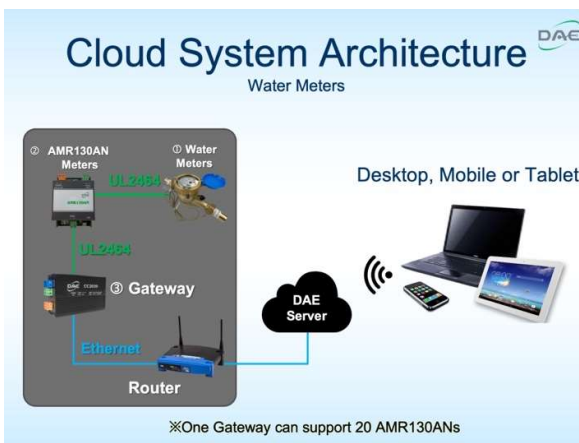 DAE
Cloud System Architecture
Water Meters
② AMR130AN
Meters
① Water
Meters
UL2464
UL2464
DAE
③ Gateway
Ethernet
Router
DAE
Server
Desktop, Mobile or Tablet
※One Gateway can support 20 AMR130ANs